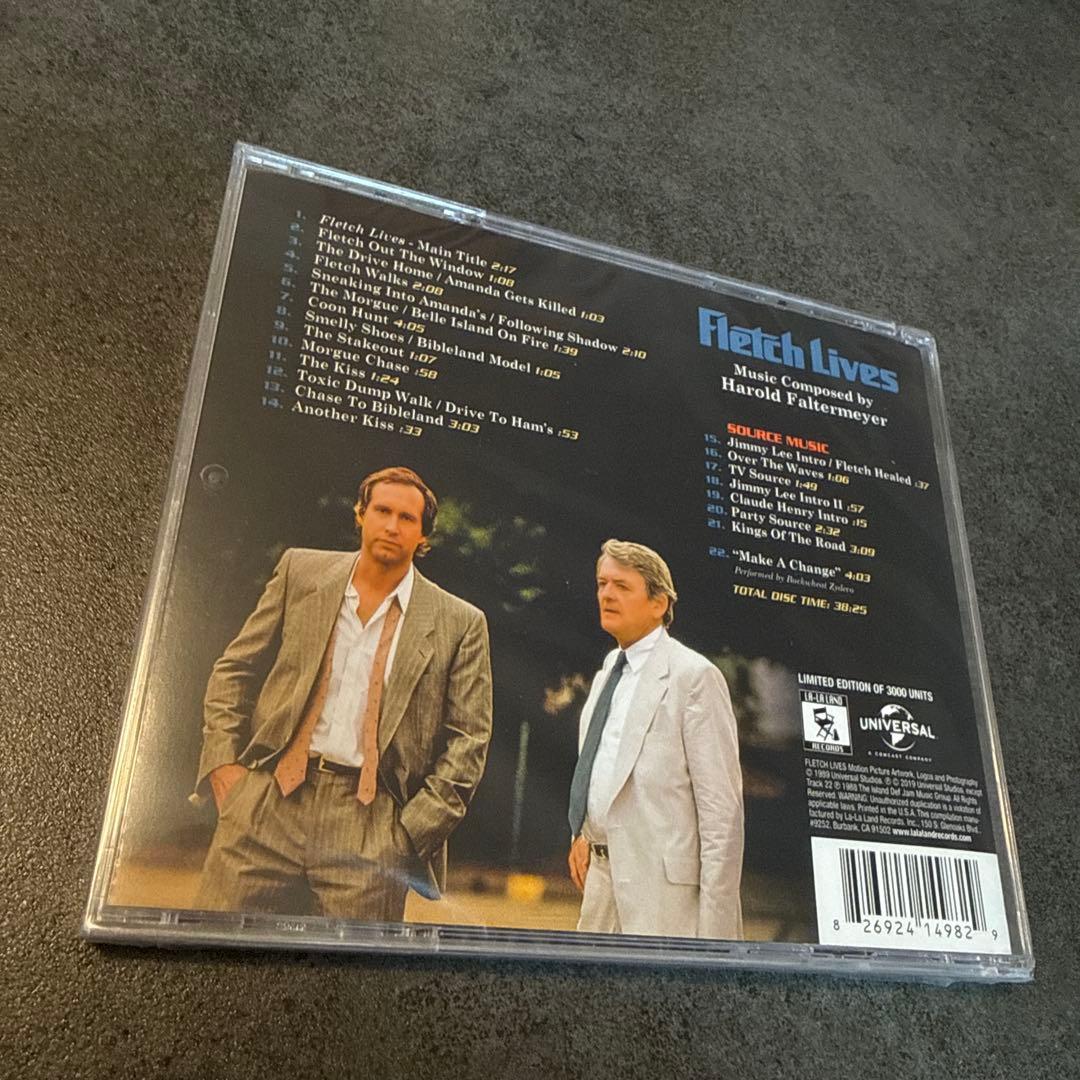 1. Fletch Lives - Main Title 2:17
2. Fletch Out The Window 1:08
3. The Drive Home / Amanda Gets Killed 1:03
4. Fletch Walks 2:08
5. Sneaking Into Amanda's / Following Shadow 2:10
6. The Morgue / Belle Island On Fire 1:39
7. Coon Hunt 4:05
8. Smelly Shoes / Bibleland Model 1:05
9. The Stakeout 1:07
10. Morgue Chase :58
11. The Kiss 1:24
12. Toxic Dump Walk / Drive To Ham's :53
13. Chase To Bibleland 3:03
14. Another Kiss :33
Fletch Lives
Music Composed by
Harold Faltermeyer
SOURCE MUSIC
15. Jimmy Lee Intro / Fletch Healed :37
16. Over The Waves 1:06
17. TV Source 1:49
18. Jimmy Lee Intro II :57
19. Claude Henry Intro :15
20. Party Source 2:32
21. Kings Of The Road 3:09
22. "Make A Change" 4:03
Performed by Buckwheat Zydeco
TOTAL DISC TIME: 38:25
LIMITED EDITION OF 3000 UNITS
LA-LA LAND
RECORDS
UNIVERSAL
A COMCAST COMPANY
FLETCH LIVES Motion Picture Artwork, Logos and Photography
© 1989 Universal Studios. ℗ © 2019 Universal Studios, except
Track 22 ℗ 1988 The Island Def Jam Music Group. All Rights
Reserved. WARNING: Unauthorized duplication is a violation of
applicable laws. Printed in the U.S.A. This compilation manu-
factured by La-La Land Records, Inc., 150 S. Glenoaks Blvd.,
#9252, Burbank, CA 91502 www.lalalandrecords.com
8 26924 14982 9